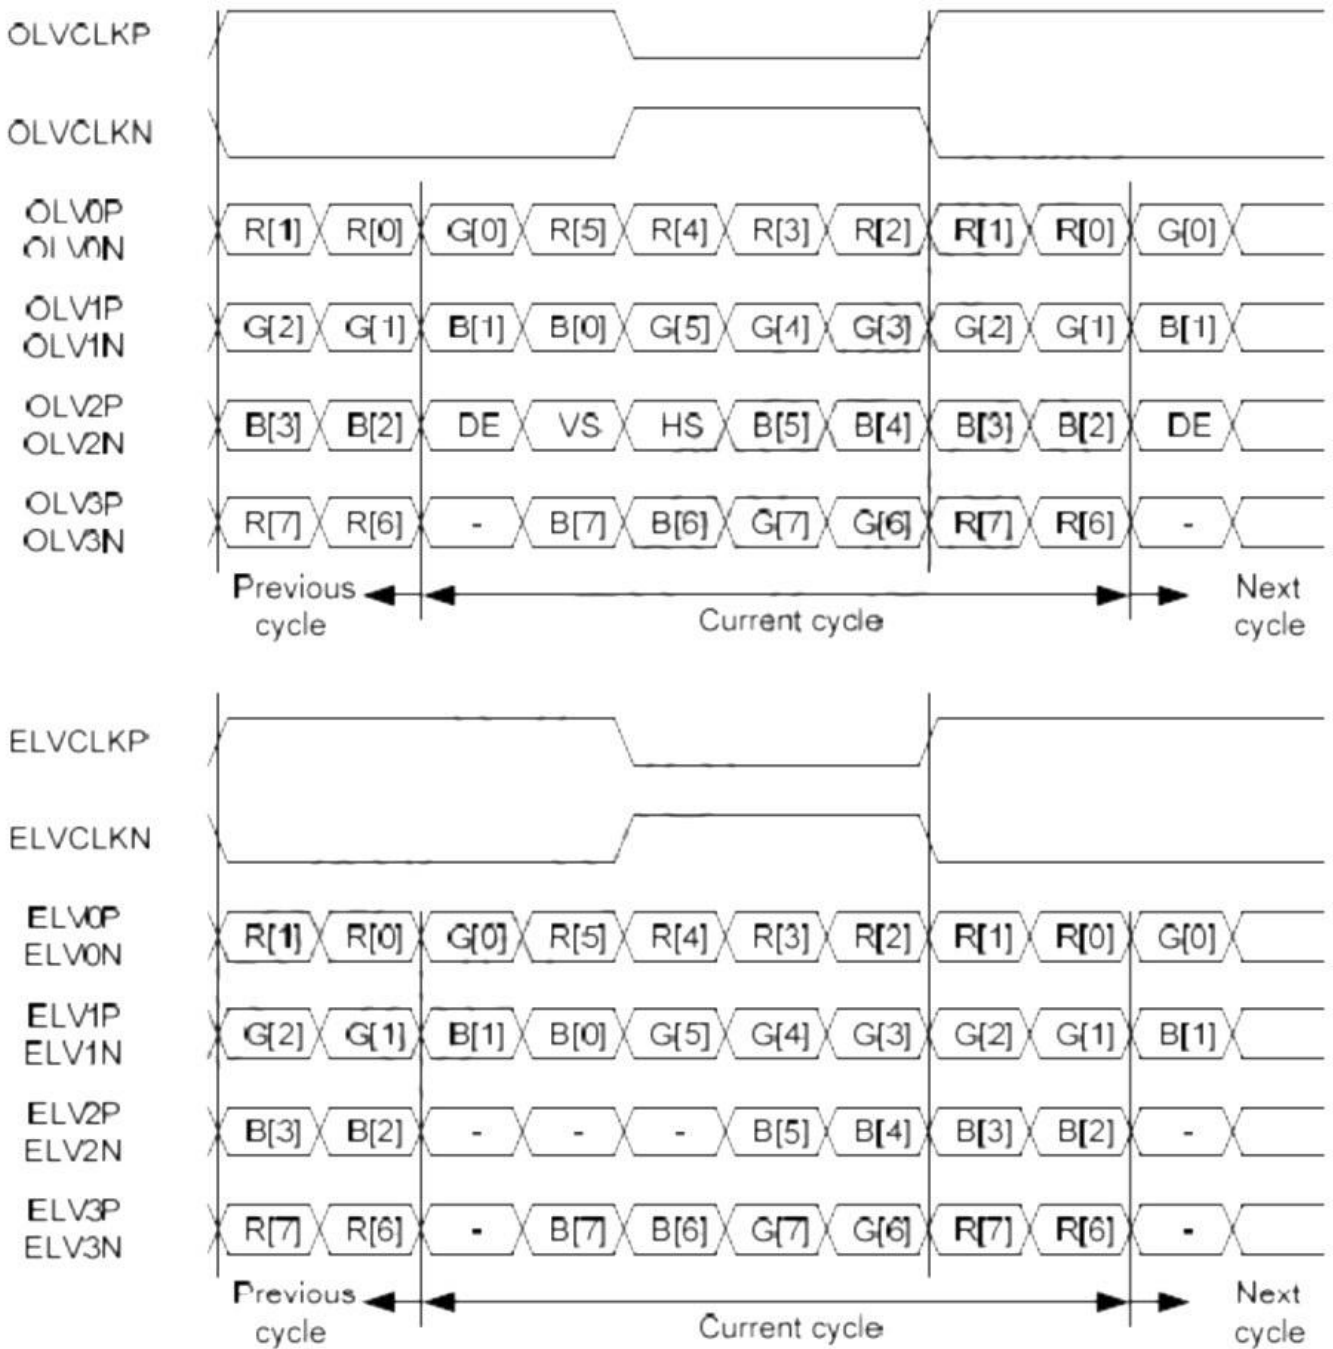 OLVCLKP
OLVCLKN
OLV0P
OLV0N
R[1] R[0] G[0] R[5] R[4] R[3] R[2] R[1] R[0] G[0]
OLV1P
OLV1N
G[2] G[1] B[1] B[0] G[5] G[4] G[3] G[2] G[1] B[1]
OLV2P
OLV2N
B[3] B[2] DE VS HS B[5] B[4] B[3] B[2] DE
OLV3P
OLV3N
R[7] R[6] - B[7] B[6] G[7] G[6] R[7] R[6] -
Previous
cycle
Current cycle
Next
cycle
ELVCLKP
ELVCLKN
ELV0P
ELV0N
R[1] R[0] G[0] R[5] R[4] R[3] R[2] R[1] R[0] G[0]
ELV1P
ELV1N
G[2] G[1] B[1] B[0] G[5] G[4] G[3] G[2] G[1] B[1]
ELV2P
ELV2N
B[3] B[2] - - - B[5] B[4] B[3] B[2] -
ELV3P
ELV3N
R[7] R[6] - B[7] B[6] G[7] G[6] R[7] R[6] -
Previous
cycle
Current cycle
Next
cycle